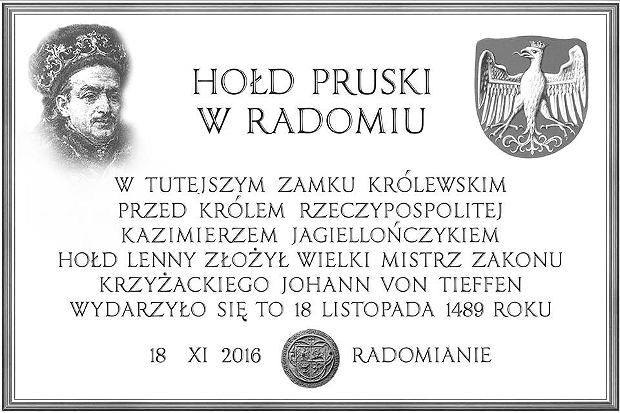 HOŁD PRUSKI
W RADOMIU
W TUTEJSZYM ZAMKU KRÓLEWSKIM
PRZED KRÓLEM RZECZYPOSPOLITEJ
KAZIMIERZEM JAGIELLOŃCZYKIEM
HOŁD LENNY ZŁOŻYŁ WIELKI MISTRZ ZAKONU
KRZYŻACKIEGO JOHANN VON TIEFFEN
WYDARZYŁO SIĘ TO 18 LISTOPADA 1489 ROKU
18 XI 2016 RADOMIANIE